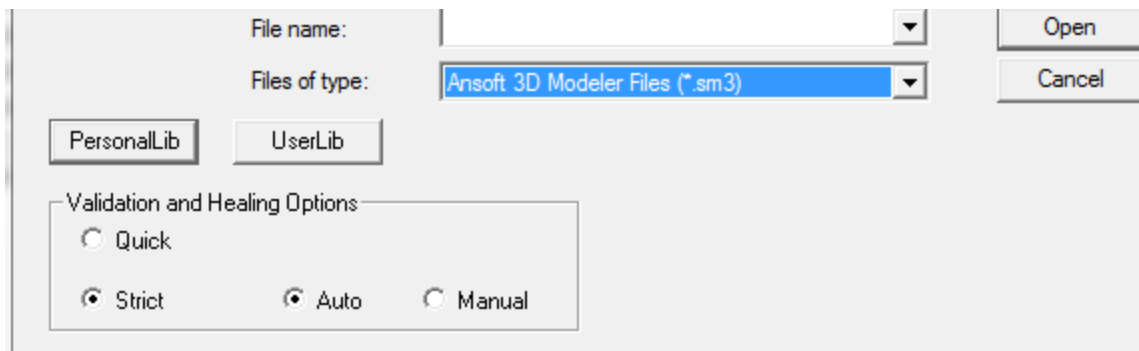 File name: Open
Files of type: Ansoft 3D Modeler Files (*.sm3) Cancel
PersonalLib UserLib
Validation and Healing Options
Quick
Strict Auto Manual